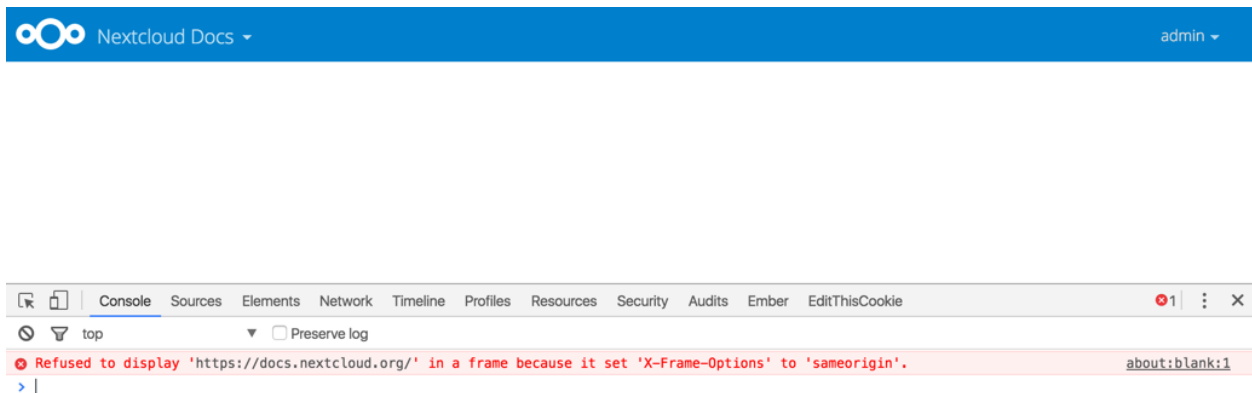 Nextcloud Docs admin
Console Sources Elements Network Timeline Profiles Resources Security Audits Ember EditThisCookie 1
top Preserve log
Refused to display 'https://docs.nextcloud.org/' in a frame because it set 'X-Frame-Options' to 'sameorigin'. about:blank:1
>